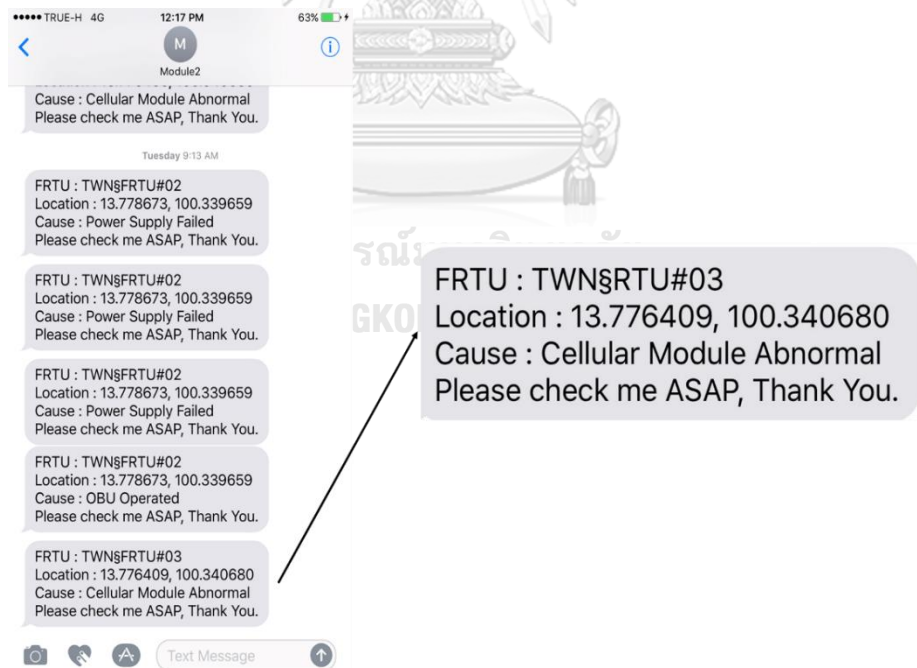 TRUE-H 4G 12:17 PM 63%
M
Module2
Cause : Cellular Module Abnormal
Please check me ASAP, Thank You.
Tuesday 9:13 AM
FRTU : TWN§FRTU#02
Location : 13.778673, 100.339659
Cause : Power Supply Failed
Please check me ASAP, Thank You.
FRTU : TWN§FRTU#02
Location : 13.778673, 100.339659
Cause : Power Supply Failed
Please check me ASAP, Thank You.
FRTU : TWN§FRTU#02
Location : 13.778673, 100.339659
Cause : Power Supply Failed
Please check me ASAP, Thank You.
FRTU : TWN§FRTU#02
Location : 13.778673, 100.339659
Cause : OBU Operated
Please check me ASAP, Thank You.
FRTU : TWN§FRTU#03
Location : 13.776409, 100.340680
Cause : Cellular Module Abnormal
Please check me ASAP, Thank You.
Text Message
FRTU : TWN§RTU#03
Location : 13.776409, 100.340680
Cause : Cellular Module Abnormal
Please check me ASAP, Thank You.